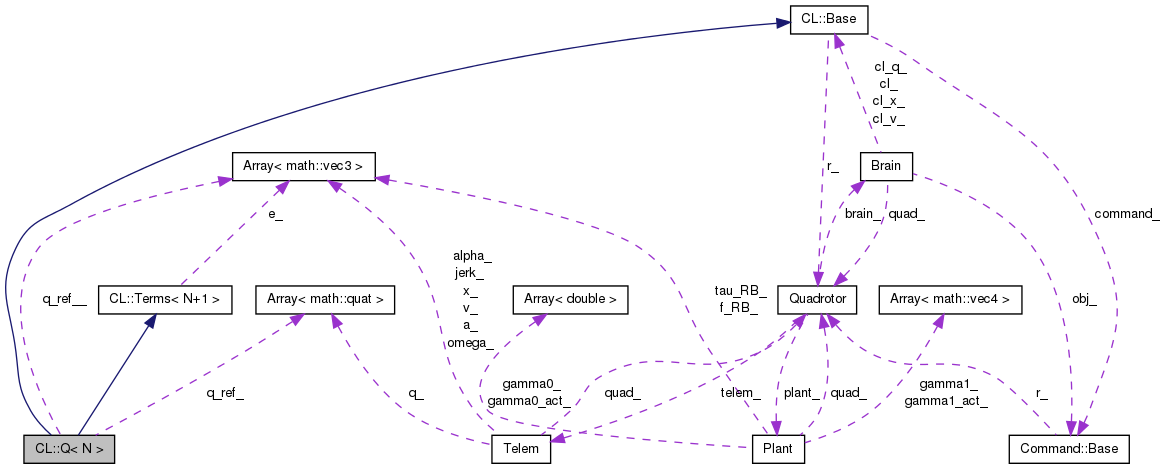 CL::Base
cl_q_
cl_
cl_x_
cl_v_
Array< math::vec3 >
r_
Brain
e_
brain_
quad_
command_
alpha_
jerk_
x_
v_
a_
omega_
q_ref__
CL::Terms< N+1 >
Array< math::quat >
Array< double >
tau_RB_
f_RB_
Quadrotor
Array< math::vec4 >
obj_
q_ref_
q_
gamma0_
gamma0_act_
quad_
telem_
plant_
quad_
gamma1_
gamma1_act_
r_
CL::Q< N >
Telem
Plant
Command::Base